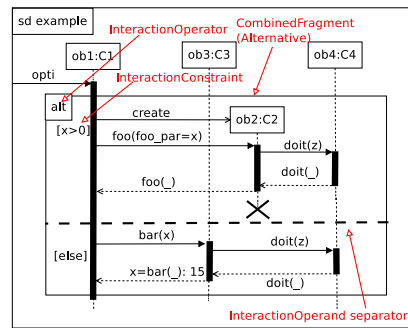 sd example
InteractionOperator
CombinedFragment
(Alternative)
ob1:C1
ob3:C3
ob4:C4
opti
InteractionConstraint
alt
create
ob2:C2
[x>0]
foo(foo_par=x)
doit(z)
doit(_)
foo(_)
bar(x)
doit(z)
[else]
x=bar(_): 15
doit(_)
InteractionOperand separator